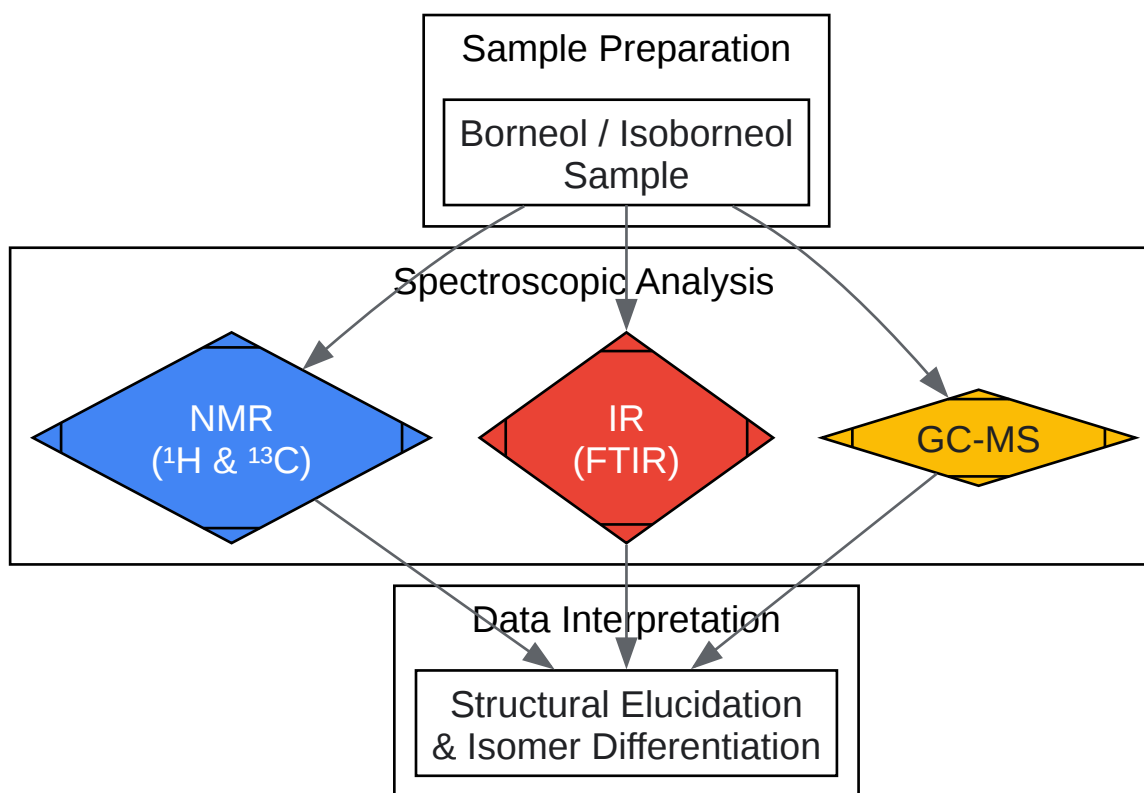 Sample Preparation
Borneol / Isoborneol
Sample
Spectroscopic Analysis
NMR
(¹H & ¹³C)
IR
(FTIR)
GC-MS
Data Interpretation
Structural Elucidation
& Isomer Differentiation